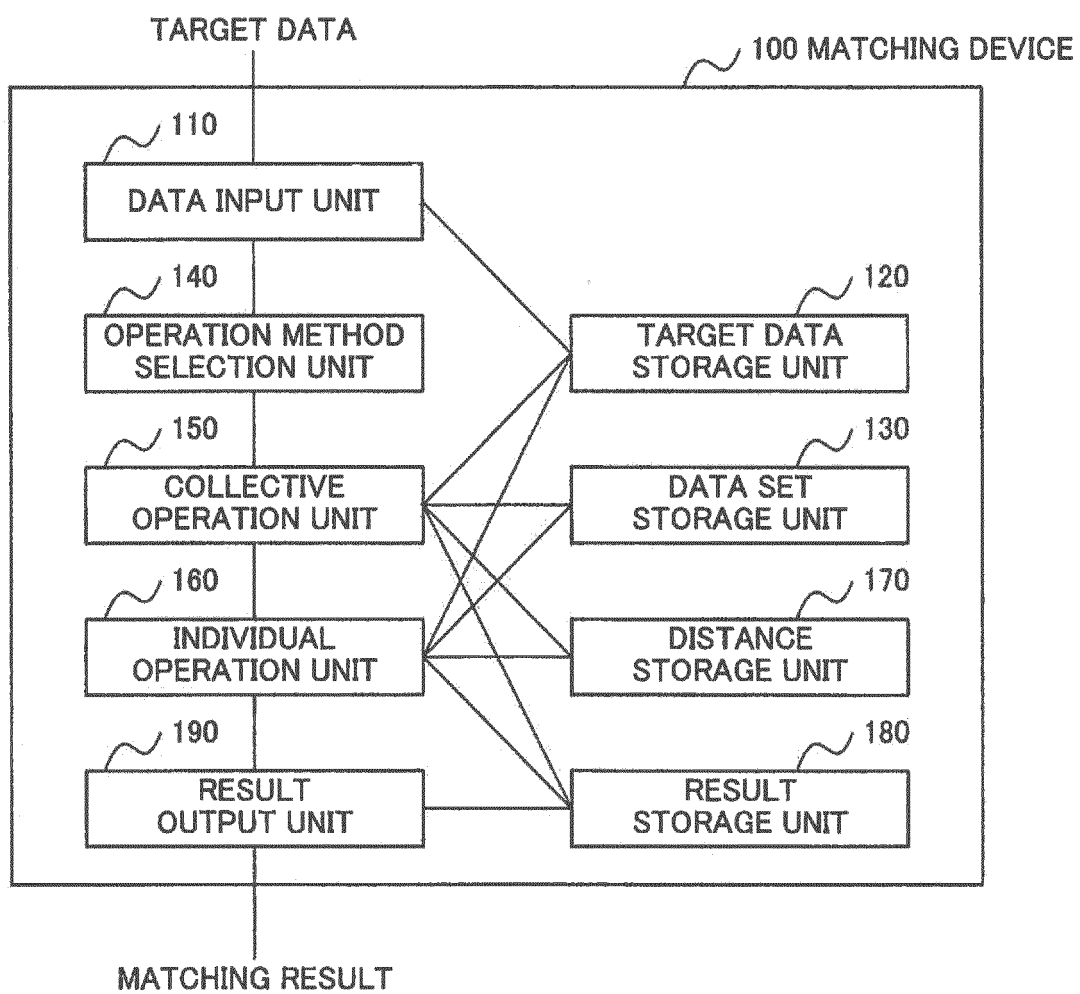 TARGET DATA
100 MATCHING DEVICE
110
DATA INPUT UNIT
140
OPERATION METHOD
SELECTION UNIT
120
TARGET DATA
STORAGE UNIT
150
COLLECTIVE
OPERATION UNIT
130
DATA SET
STORAGE UNIT
160
INDIVIDUAL
OPERATION UNIT
170
DISTANCE
STORAGE UNIT
190
RESULT
OUTPUT UNIT
180
RESULT
STORAGE UNIT
MATCHING RESULT